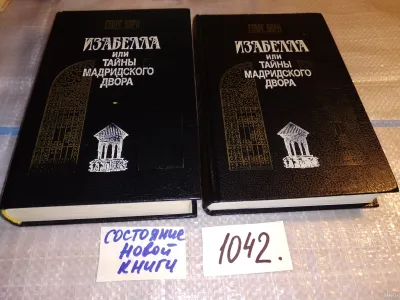 ИЗАБЕЛЛА
ИЛИ
ТАЙНЫ
МАДРИДСКОГО
ДВОРА
ИЗАБЕЛЛА
ИЛИ
ТАЙНЫ
МАДРИДСКОГО
ДВОРА
СОСТОЯНИЕ
НОВОЙ
КНИГИ
1042.